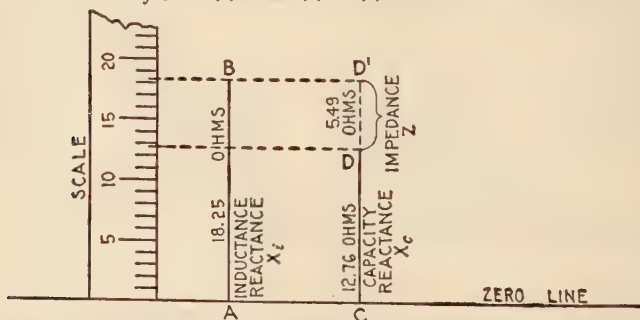 20
15
10
5
SCALE
B
A
18.25 OHMS
INDUCTANCE
REACTANCE
Xi
D'
D
C
5.49
OHMS
IMPEDANCE
Z
12.76 OHMS
CAPACITY
REACTANCE
Xc
ZERO LINE